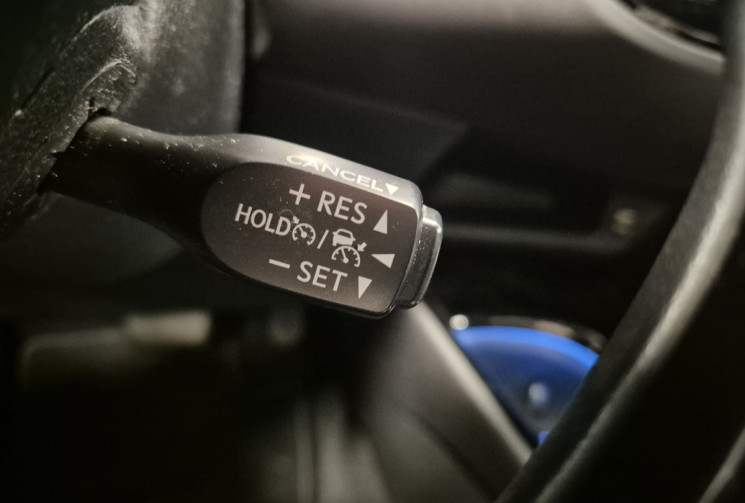 CANCEL▼
+ RES ▲
HOLD / ◀
− SET ▼